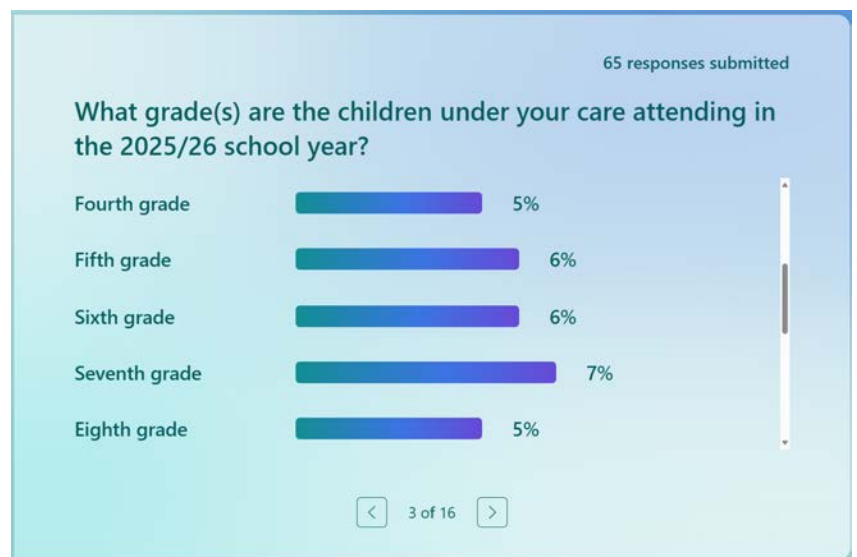 65 responses submitted
What grade(s) are the children under your care attending in
the 2025/26 school year?
Fourth grade 5%
Fifth grade 6%
Sixth grade 6%
Seventh grade 7%
Eighth grade 5%
3 of 16